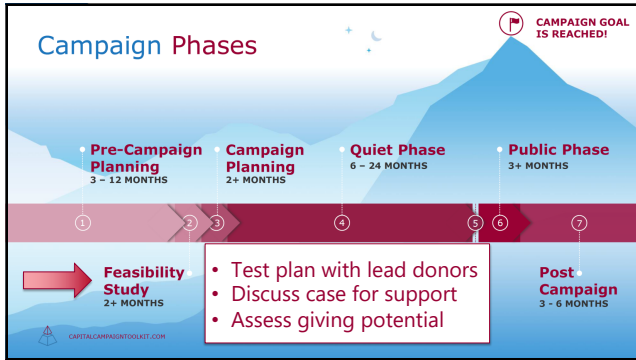 Campaign Phases
CAMPAIGN GOAL
IS REACHED!
Pre-Campaign
Planning
3 – 12 MONTHS
Campaign
Planning
2+ MONTHS
Quiet Phase
6 – 24 MONTHS
Public Phase
3+ MONTHS
1
2
3
4
5
6
7
Feasibility
Study
2+ MONTHS
• Test plan with lead donors
• Discuss case for support
• Assess giving potential
Post
Campaign
3 - 6 MONTHS
CAPITALCAMPAIGNTOOLKIT.COM